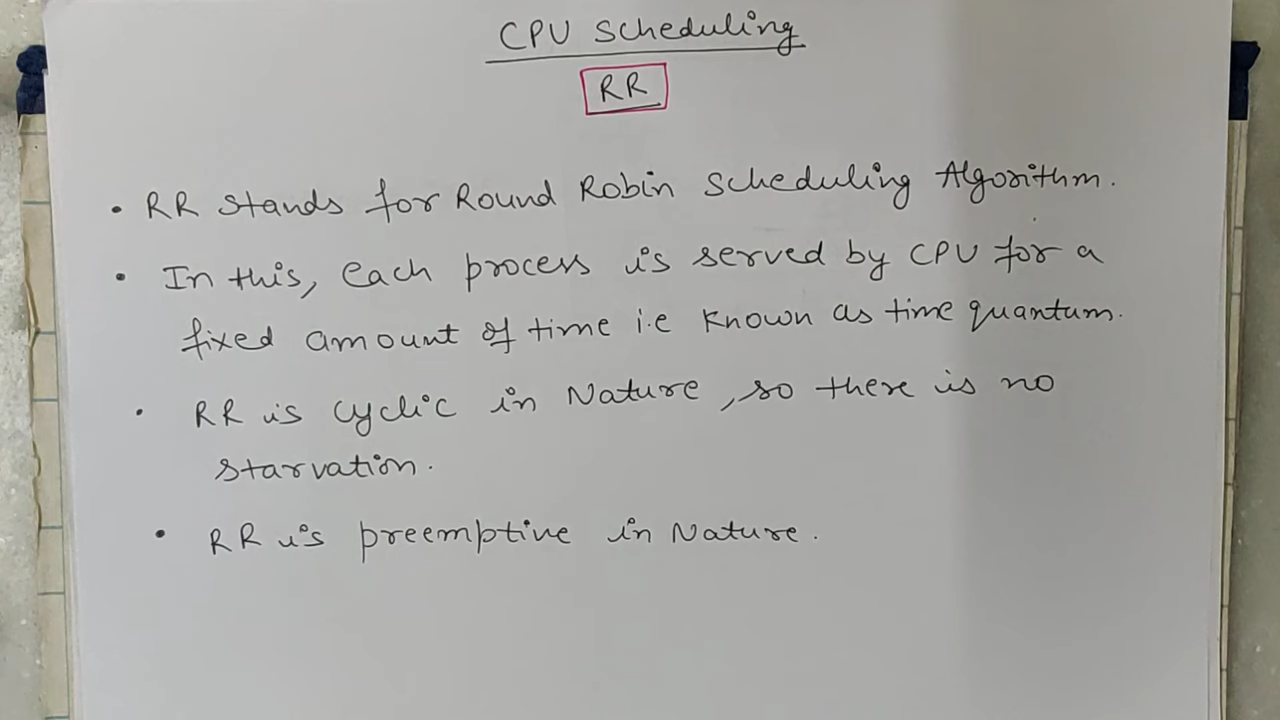 CPU Scheduling
RR
• RR stands for Round Robin Scheduling Algorithm.
• In this, Each process is served by CPU for a
fixed amount of time i.e known as time quantum.
• RR is cyclic in Nature, so there is no
starvation.
• RR is preemptive in Nature.